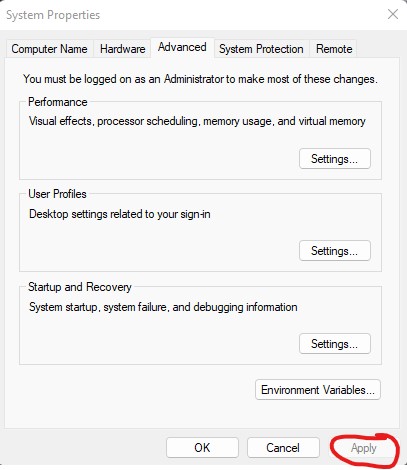 System Properties
Computer Name Hardware Advanced System Protection Remote
You must be logged on as an Administrator to make most of these changes.
Performance
Visual effects, processor scheduling, memory usage, and virtual memory
Settings...
User Profiles
Desktop settings related to your sign-in
Settings...
Startup and Recovery
System startup, system failure, and debugging information
Settings...
Environment Variables...
OK Cancel Apply